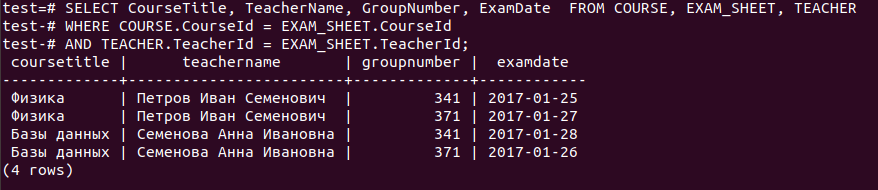 test=# SELECT CourseTitle, TeacherName, GroupNumber, ExamDate  FROM COURSE, EXAM_SHEET, TEACHER
test-# WHERE COURSE.CourseId = EXAM_SHEET.CourseId
test-# AND TEACHER.TeacherId = EXAM_SHEET.TeacherId;
 coursetitle |      teachername       | groupnumber |  examdate
-------------+------------------------+-------------+------------
 Физика      | Петров Иван Семенович  |         341 | 2017-01-25
 Физика      | Петров Иван Семенович  |         371 | 2017-01-27
 Базы данных | Семенова Анна Ивановна |         341 | 2017-01-28
 Базы данных | Семенова Анна Ивановна |         371 | 2017-01-26
(4 rows)